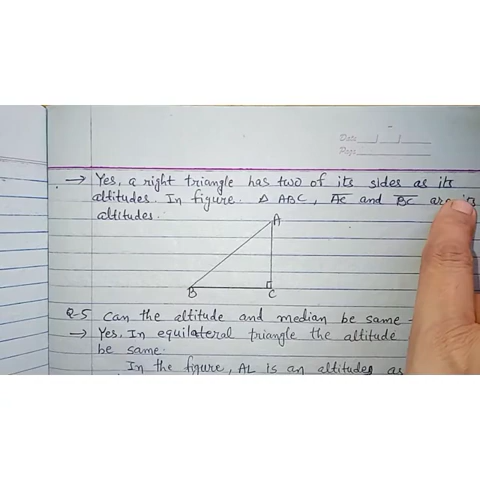 Date / /
Page
→ Yes, a right triangle has two of its sides as its
altitudes. In figure. Δ ABC, A̅C̅ and B̅C̅ are its
altitudes.
A
B C
Q-5 Can the altitude and median be same -
→ Yes. In equilateral triangle the altitude
be same.
In the figure, AL is an altitudes as